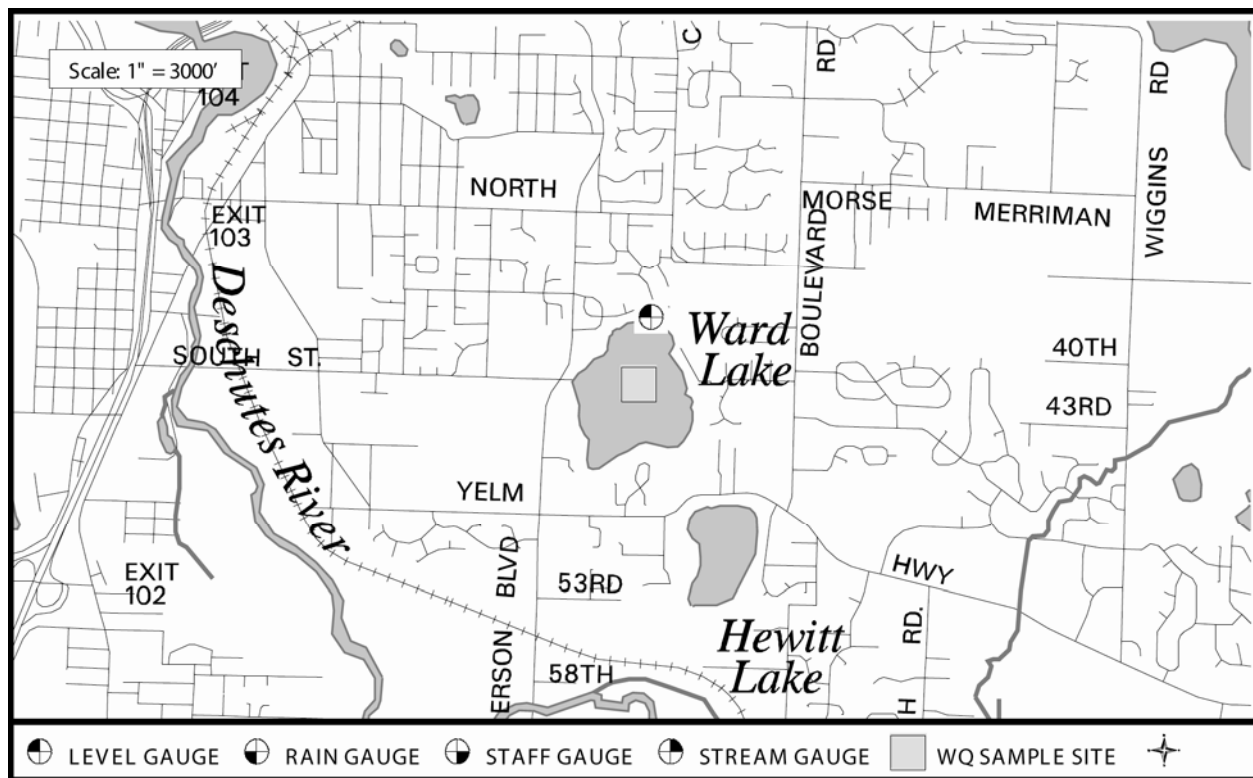 Scale: 1" = 3000'
104
C
RD
RD
WIGGINS
NORTH
MORSE
MERRIMAN
EXIT
103
BOULEVARD
Deschutes River
Ward
Lake
SOUTH ST.
40TH
43RD
YELM
EXIT
102
BLVD
53RD
HWY
ERSON
Hewitt
Lake
RD.
58TH
H
LEVEL GAUGE RAIN GAUGE STAFF GAUGE STREAM GAUGE WQ SAMPLE SITE